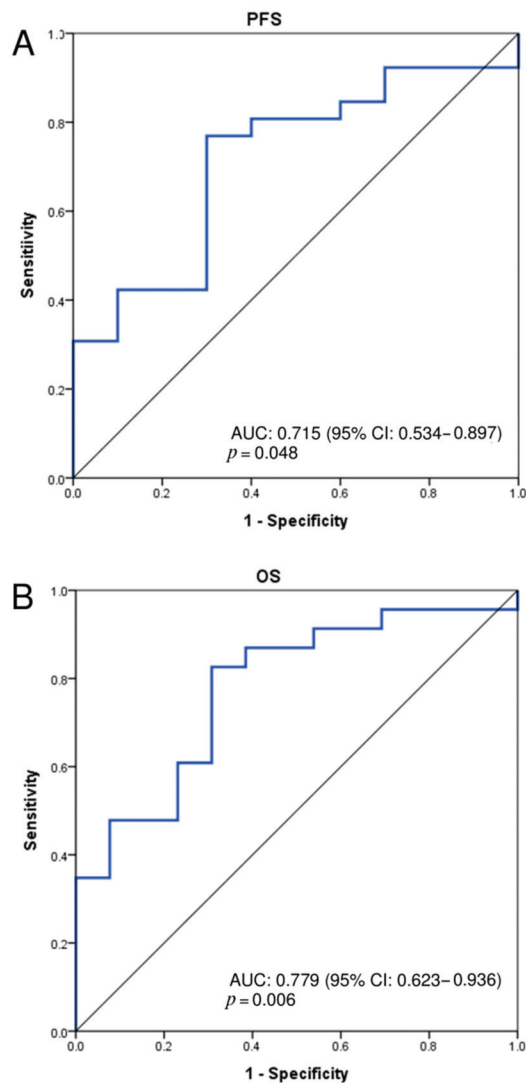 PFS
A
1.0
0.8
0.6
0.4
0.2
0.0
Sensitiivity
AUC: 0.715 (95% CI: 0.534–0.897)
p = 0.048
0.0 0.2 0.4 0.6 0.8 1.0
1 - Specificity
OS
B
1.0
0.8
0.6
0.4
0.2
0.0
Sensitivity
AUC: 0.779 (95% CI: 0.623–0.936)
p = 0.006
0.0 0.2 0.4 0.6 0.8 1.0
1 - Specificity